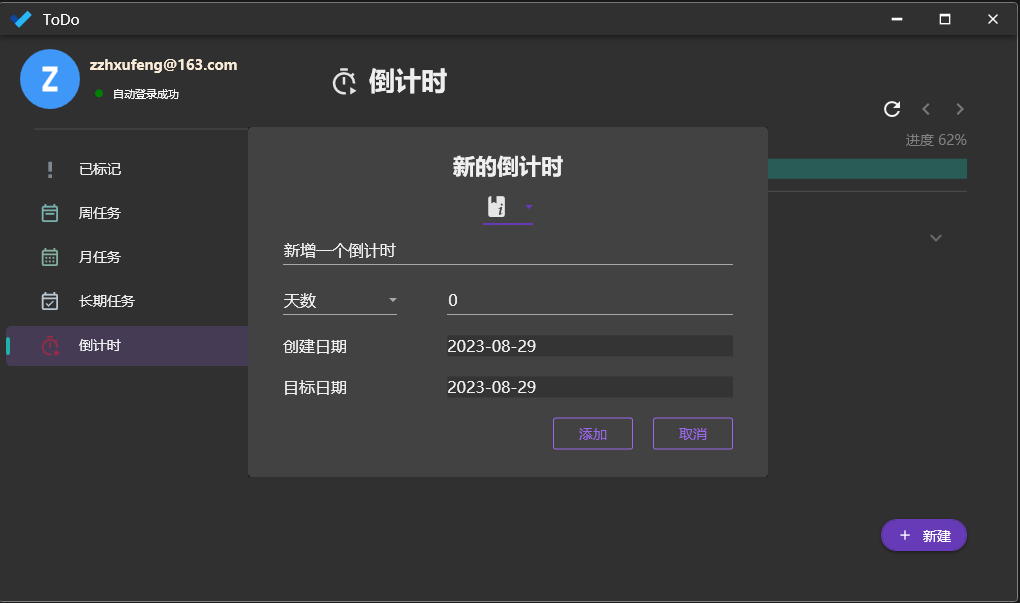 ToDo
Z
zzhxufeng@163.com
自动登录成功
倒计时
进度 62%
已标记
周任务
月任务
长期任务
倒计时
新的倒计时
新增一个倒计时
天数 0
创建日期 2023-08-29
目标日期 2023-08-29
添加 取消
+ 新建